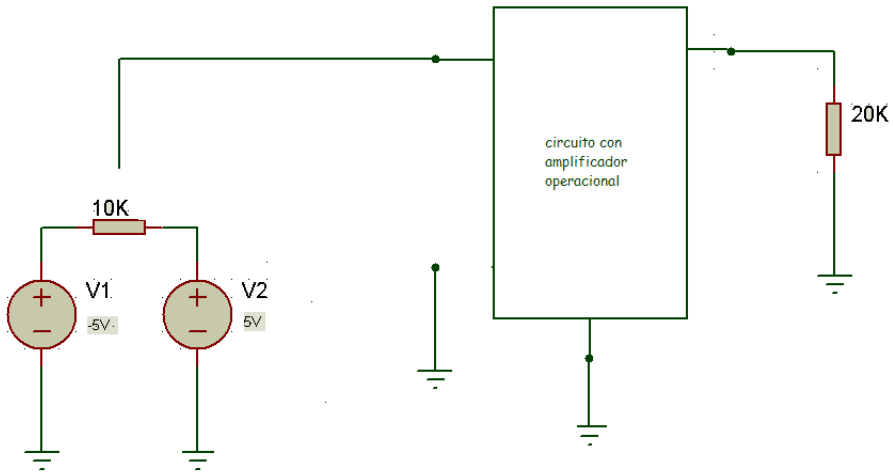 circuito con
amplificador
operacional
20K
10K
V1
-5V
V2
5V